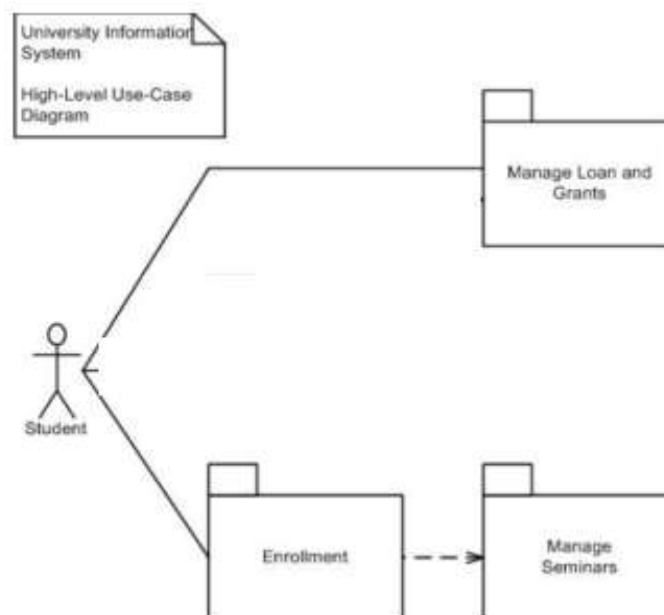 University Information
System
High-Level Use-Case
Diagram
Manage Loan and
Grants
Student
Enrollment
Manage
Seminars